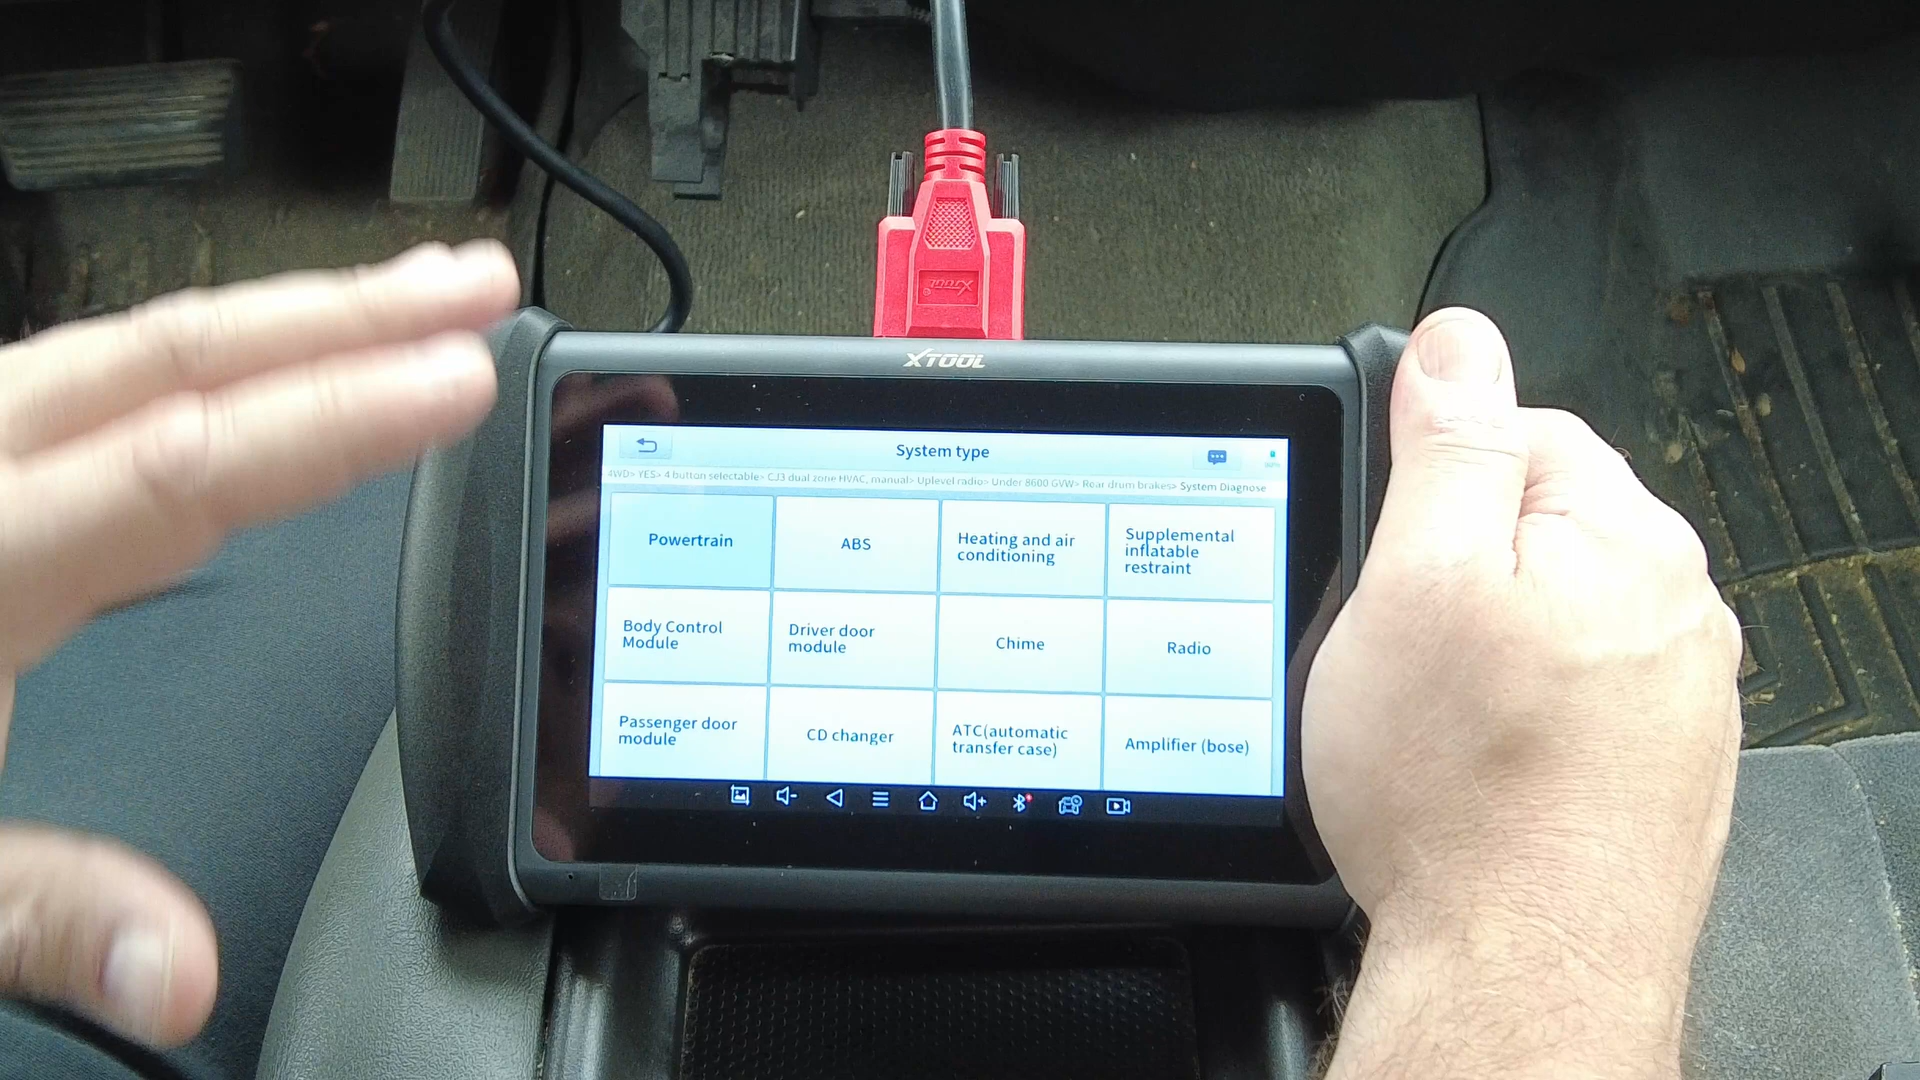 XTOOL
XTOOL
System type
4WD> YES> 4 button selectable> CJ3 dual zone HVAC, manual> Uplevel radio> Under 8600 GVW> Rear drum brakes> System Diagnose
Powertrain
ABS
Heating and air
conditioning
Supplemental
inflatable
restraint
Body Control
Module
Driver door
module
Chime
Radio
Passenger door
module
CD changer
ATC(automatic
transfer case)
Amplifier (bose)